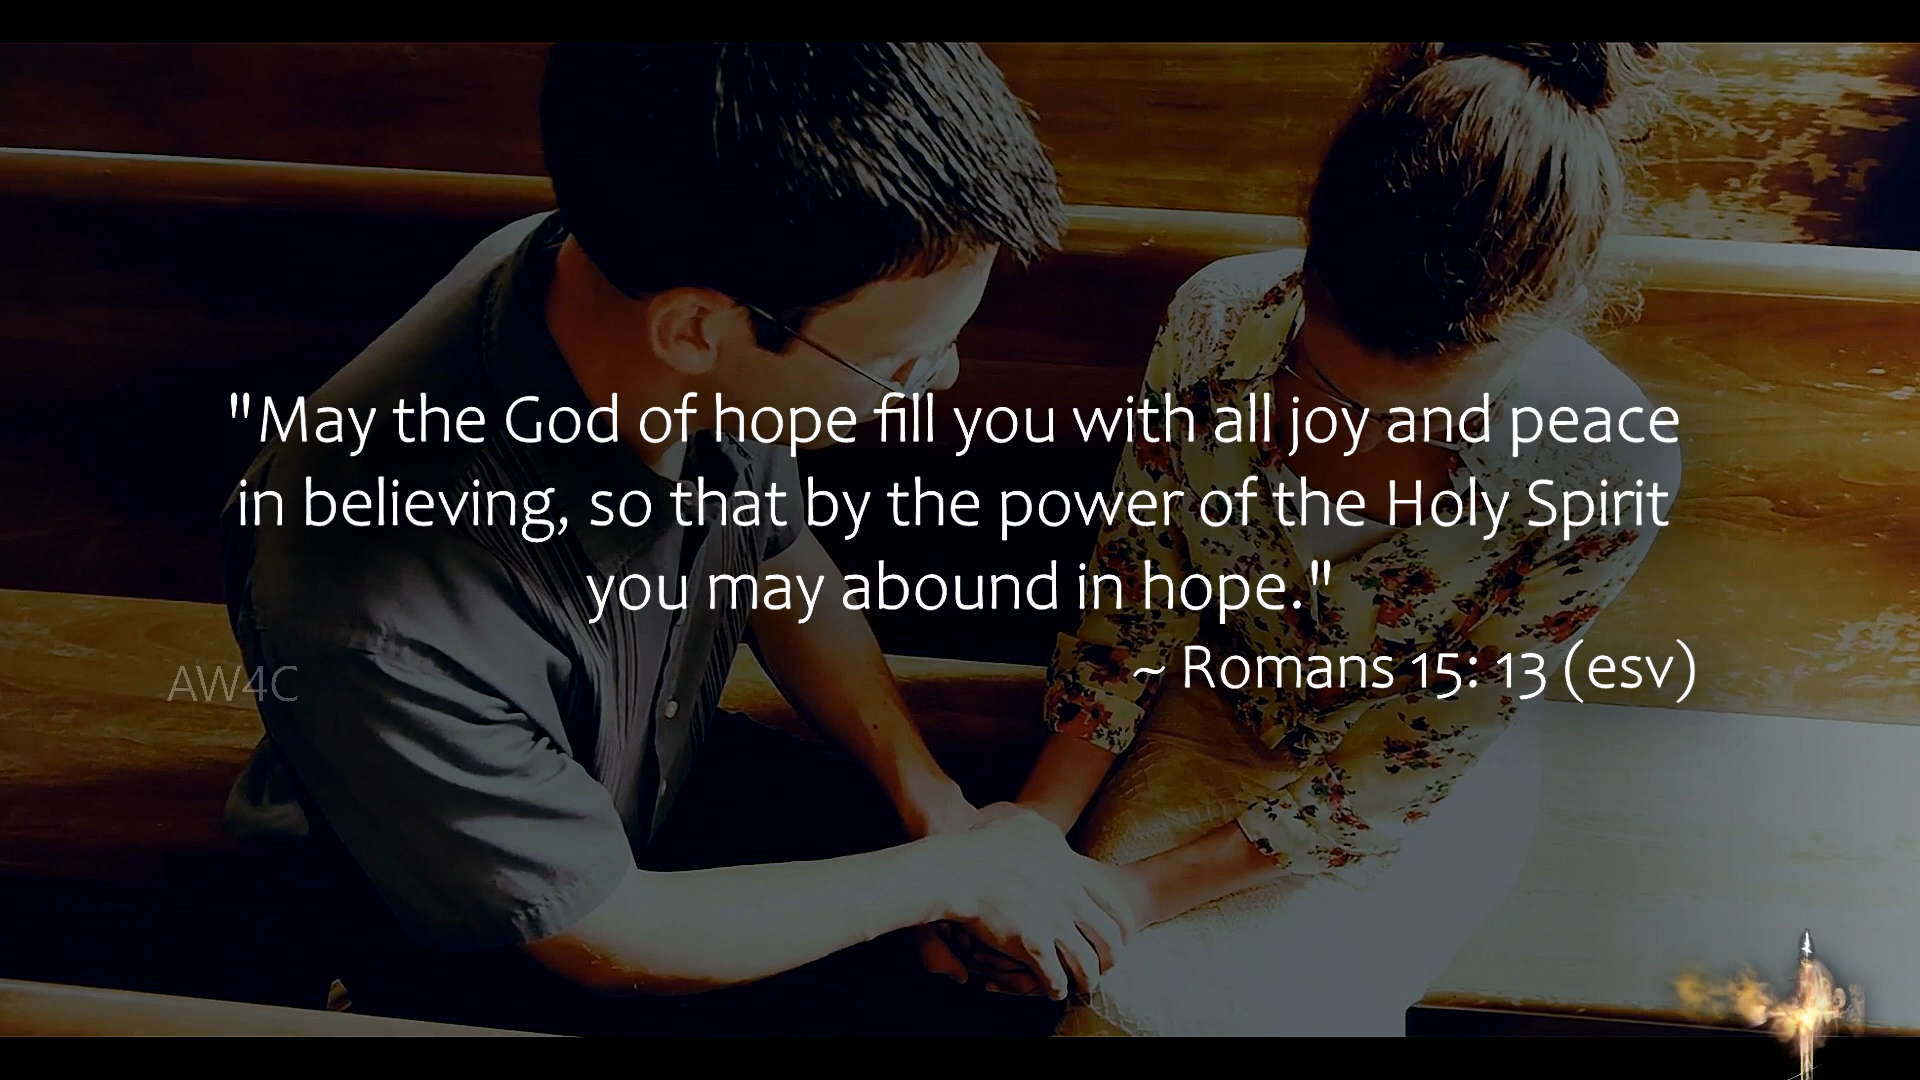 "May the God of hope fill you with all joy and peace
in believing, so that by the power of the Holy Spirit
you may abound in hope."
~ Romans 15: 13 (esv)
AW4C